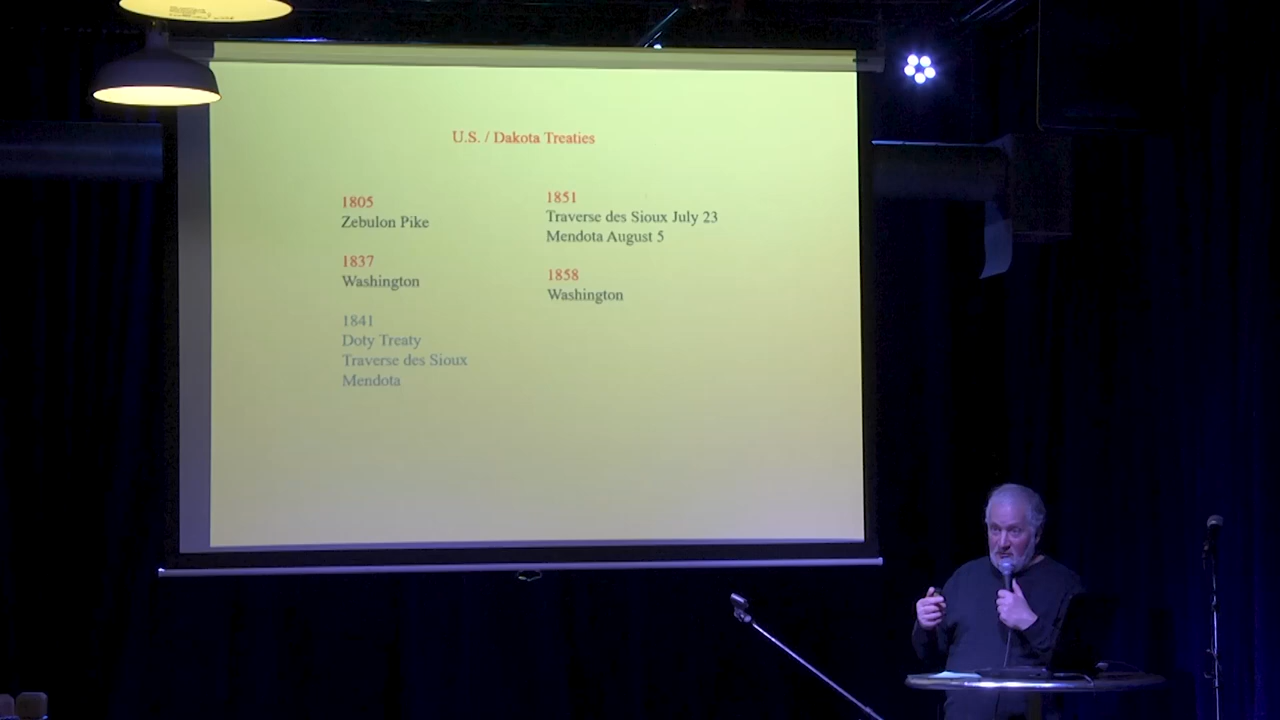 U.S. / Dakota Treaties
1805
Zebulon Pike
1837
Washington
1841
Doty Treaty
Traverse des Sioux
Mendota
1851
Traverse des Sioux July 23
Mendota August 5
1858
Washington